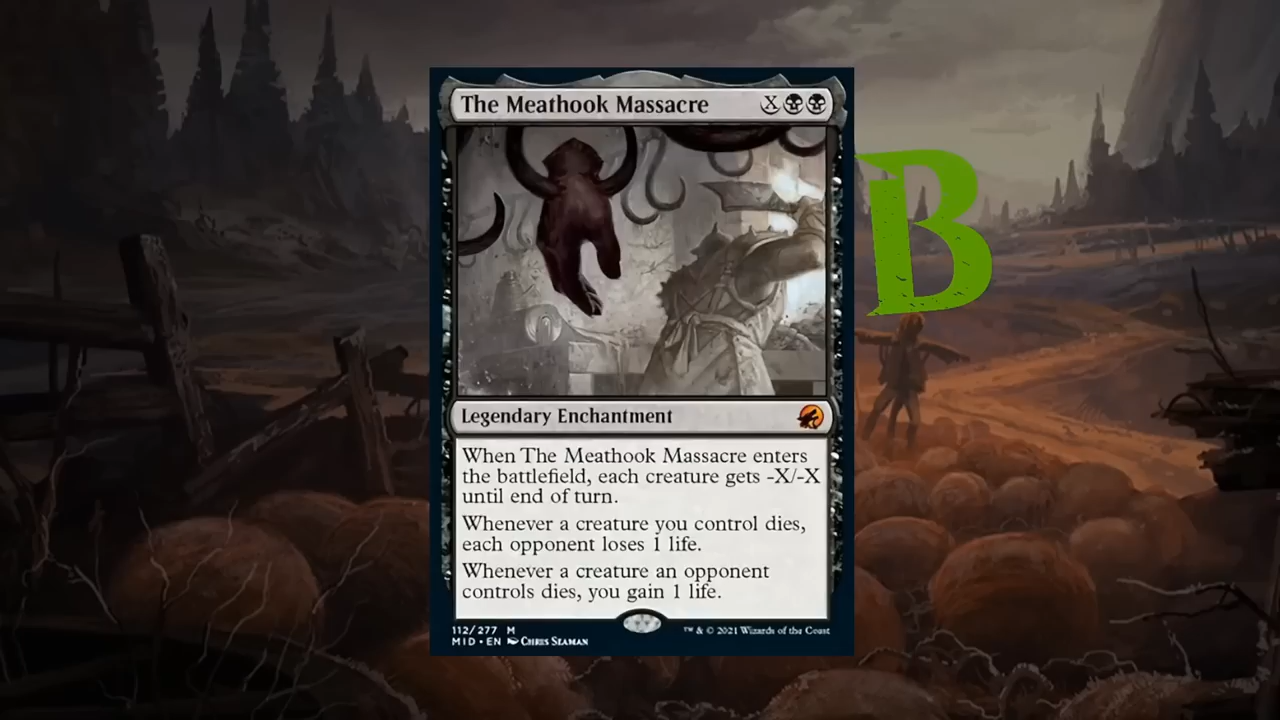 The Meathook Massacre X
B
Legendary Enchantment
When The Meathook Massacre enters
the battlefield, each creature gets -X/-X
until end of turn.
Whenever a creature you control dies,
each opponent loses 1 life.
Whenever a creature an opponent
controls dies, you gain 1 life.
112/277 M
MID • EN Chris Seaman
™ & © 2021 Wizards of the Coast